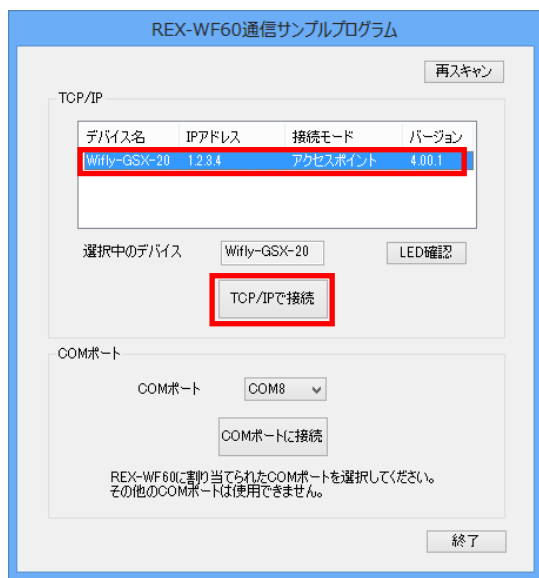 REX-WF60通信サンプルプログラム
再スキャン
TCP/IP
デバイス名 IPアドレス 接続モード バージョン
Wifly-GSX-20 1.2.3.4 アクセスポイント 4.00.1
選択中のデバイス Wifly-GSX-20 LED確認
TCP/IPで接続
COMポート
COMポート COM8
COMポートに接続
REX-WF60に割り当てられたCOMポートを選択してください。
その他のCOMポートは使用できません。
終了